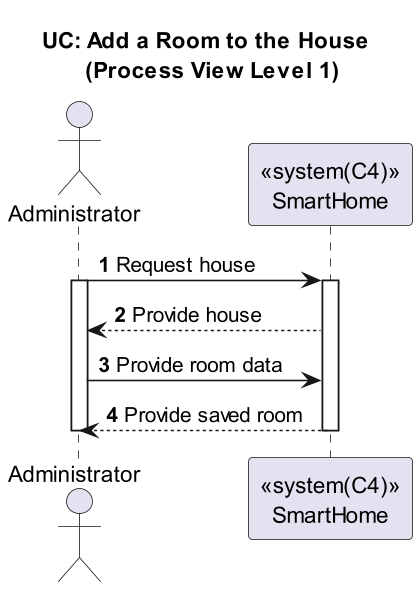 UC: Add a Room to the House
(Process View Level 1)
Administrator
«system(C4)»
SmartHome
1 Request house
2 Provide house
3 Provide room data
4 Provide saved room
Administrator
«system(C4)»
SmartHome